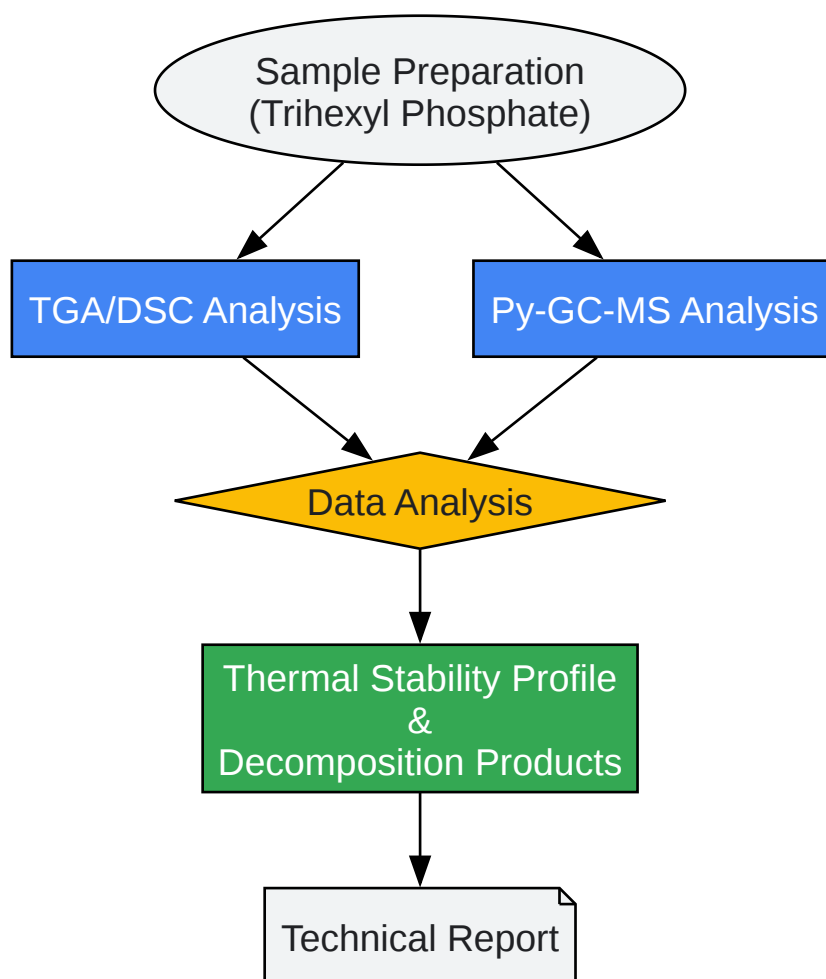 Sample Preparation
(Trihexyl Phosphate)
TGA/DSC Analysis
Py-GC-MS Analysis
Data Analysis
Thermal Stability Profile
&
Decomposition Products
Technical Report